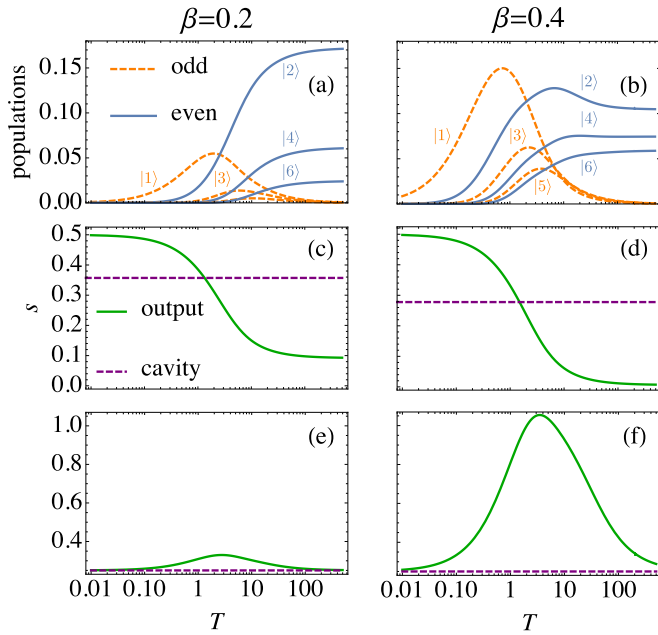 β=0.2
β=0.4
populations
0.15
0.10
0.05
0.00
odd
even
(a)
|2⟩
|4⟩
|6⟩
|1⟩
|3⟩
(b)
|2⟩
|1⟩
|3⟩
|4⟩
|6⟩
|5⟩
s
0.5
0.4
0.3
0.2
0.1
0.0
(c)
output
cavity
(d)
1.0
0.8
0.6
0.4
(e)
(f)
0.01 0.10 1 10 100
0.01 0.10 1 10 100
T
T